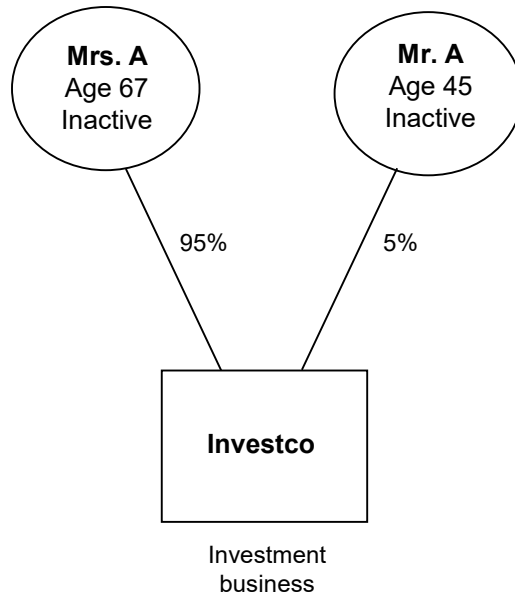 Mrs. A
Age 67
Inactive
Mr. A
Age 45
Inactive
95%
5%
Investco
Investment
business